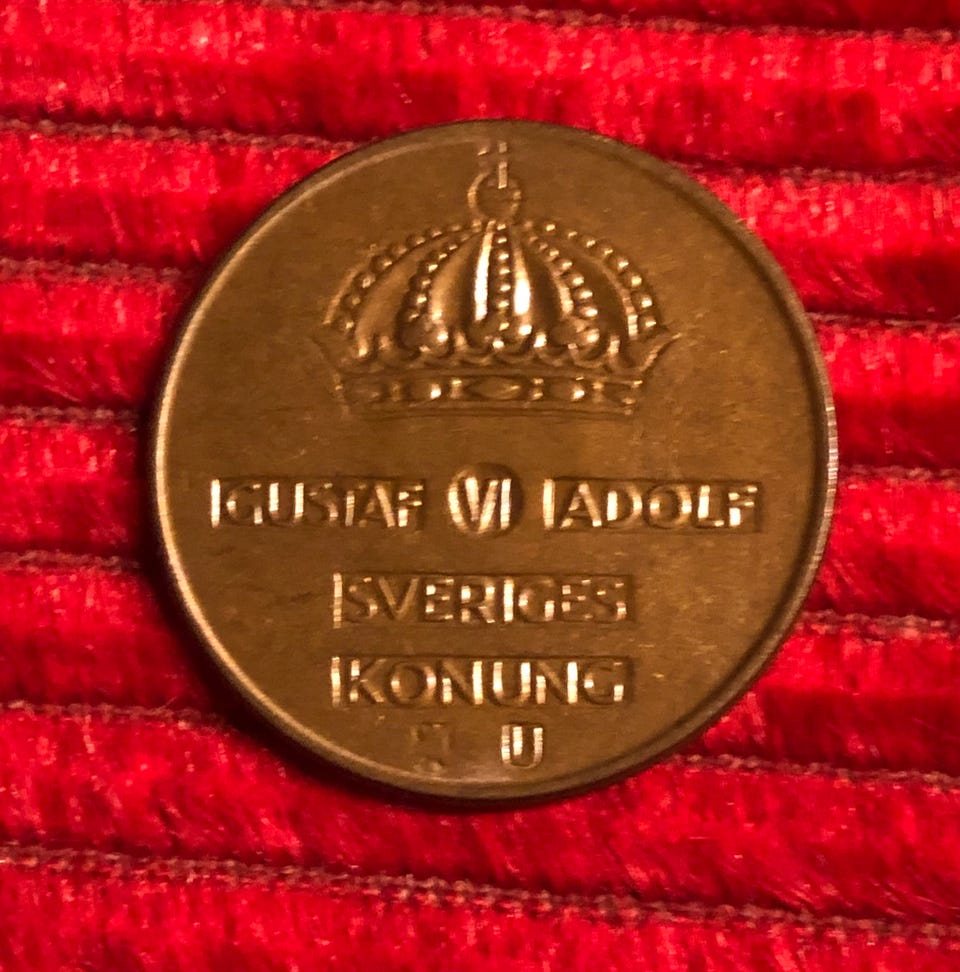 GUSTAF VI ADOLF
SVERIGES
KONUNG
U